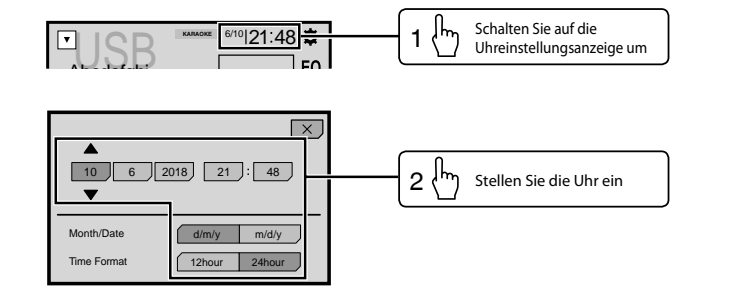 USB
KARAOKE 6/10 21:48
EQ
1 Schalten Sie auf die
Uhreinstellungsanzeige um
10 6 2018 21 : 48
2 Stellen Sie die Uhr ein
Month/Date d/m/y m/d/y
Time Format 12hour 24hour